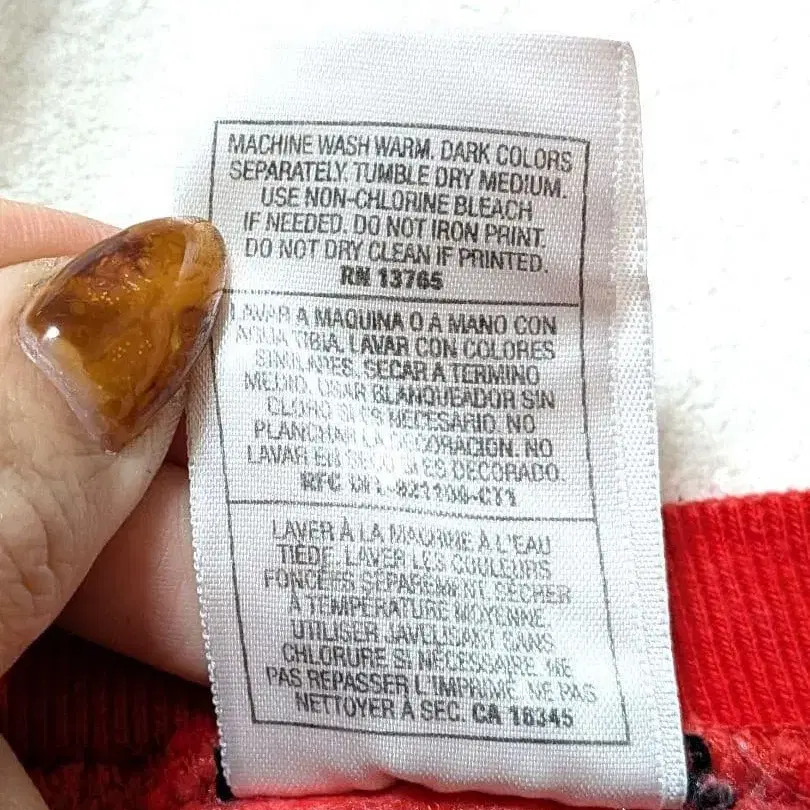 MACHINE WASH WARM. DARK COLORS
SEPARATELY. TUMBLE DRY MEDIUM.
USE NON-CHLORINE BLEACH
IF NEEDED. DO NOT IRON PRINT.
DO NOT DRY CLEAN IF PRINTED.
RN 13765
LAVAR A MAQUINA O A MANO CON
AGUA TIBIA. LAVAR CON COLORES
SIMILARES. SECAR A TERMINO
MEDIO. USAR BLANQUEADOR SIN
CLORO SI ES NECESARIO. NO
PLANCHAR LA DECORACION. NO
LAVAR EN SECO SI ES DECORADO.
RFC
LAVER À LA MACHINE À L'EAU
TIÈDE. LAVER LES COULEURS
FONCÉES SÉPARÉMENT. SÉCHER
À TEMPÉRATURE MOYENNE.
UTILISER JAVELISANT SANS
CHLORURE SI NÉCESSAIRE. NE
PAS REPASSER L'IMPRIMÉ. NE PAS
NETTOYER À SEC. CA 16345